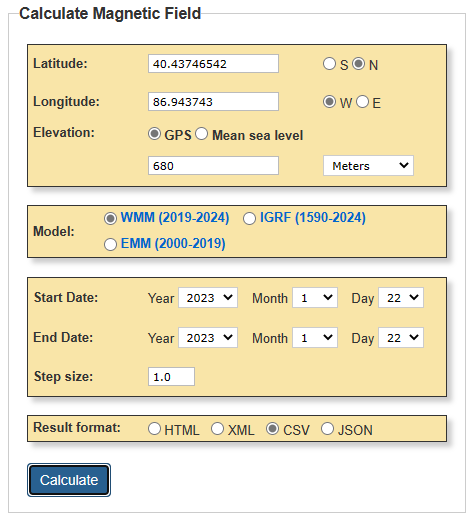 Calculate Magnetic Field
Latitude: 40.43746542 S N
Longitude: 86.943743 W E
Elevation: GPS Mean sea level
680 Meters
Model: WMM (2019-2024) IGRF (1590-2024)
EMM (2000-2019)
Start Date: Year 2023 Month 1 Day 22
End Date: Year 2023 Month 1 Day 22
Step size: 1.0
Result format: HTML XML CSV JSON
Calculate